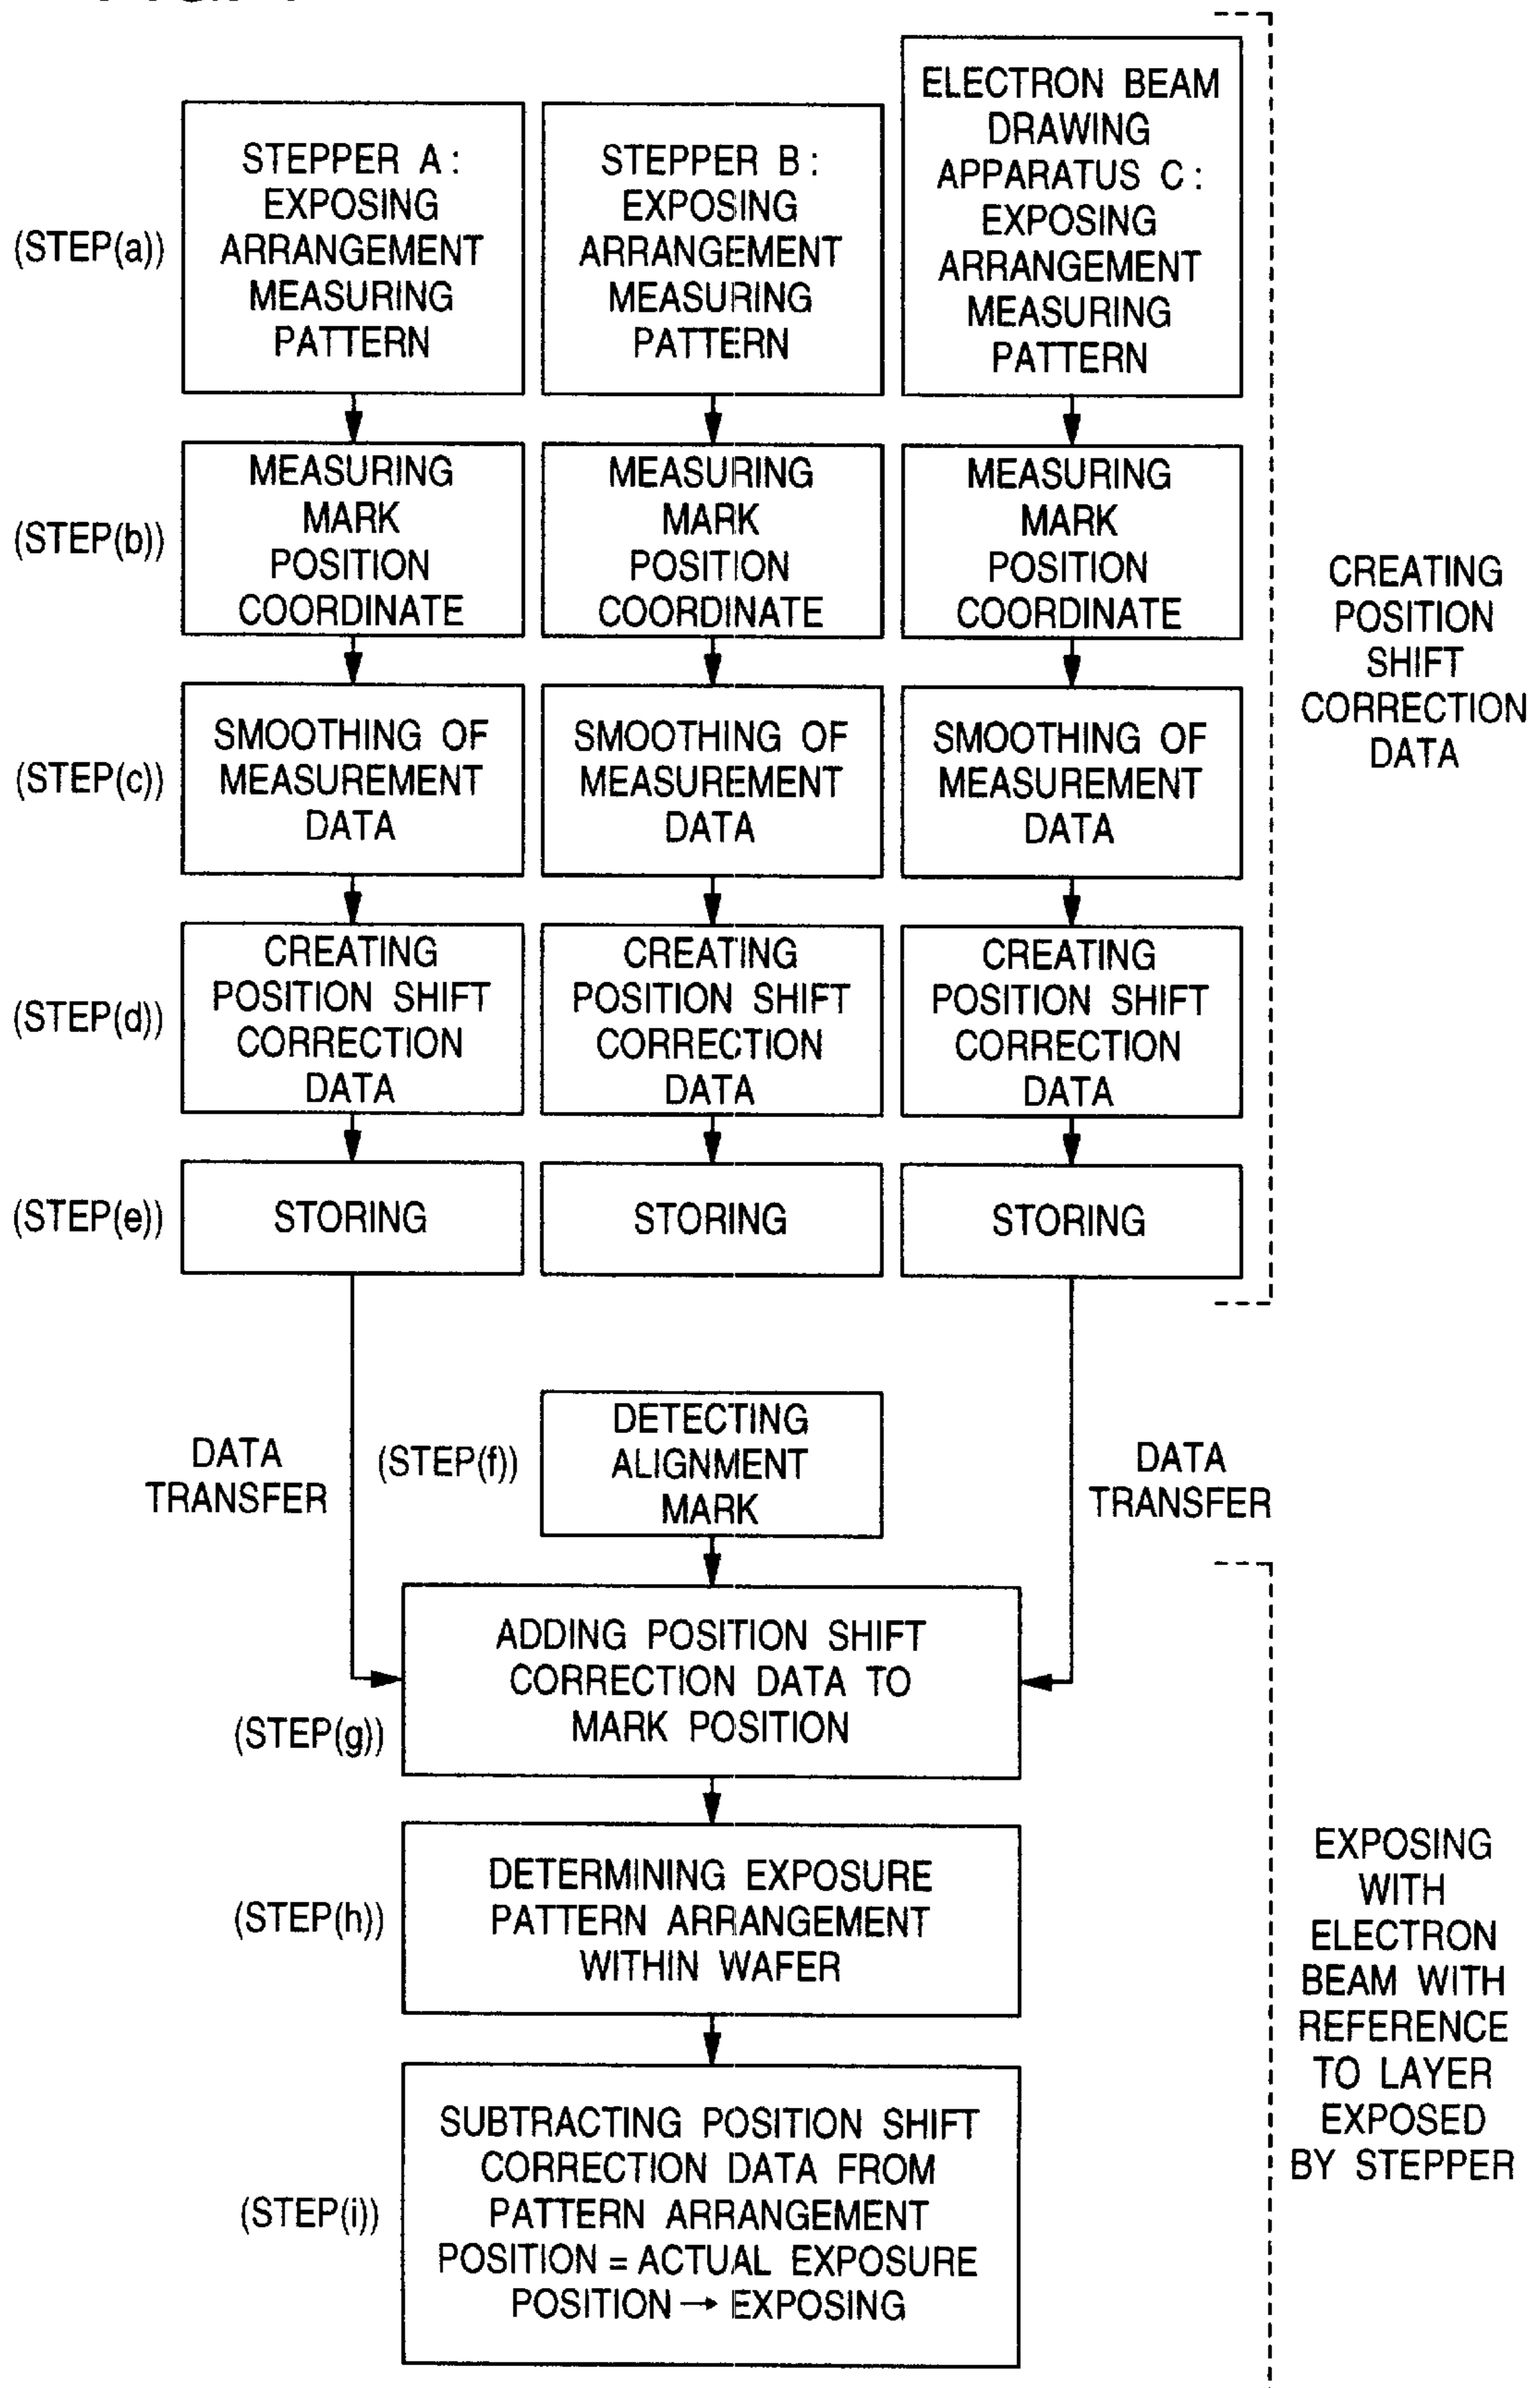 STEPPER A :
EXPOSING
ARRANGEMENT
MEASURING
PATTERN
STEPPER B :
EXPOSING
ARRANGEMENT
MEASURING
PATTERN
ELECTRON BEAM
DRAWING
APPARATUS C :
EXPOSING
ARRANGEMENT
MEASURING
PATTERN
(STEP(a))
(STEP(b))
MEASURING
MARK
POSITION
COORDINATE
MEASURING
MARK
POSITION
COORDINATE
MEASURING
MARK
POSITION
COORDINATE
CREATING
POSITION
SHIFT
CORRECTION
DATA
(STEP(c))
SMOOTHING OF
MEASUREMENT
DATA
SMOOTHING OF
MEASUREMENT
DATA
SMOOTHING OF
MEASUREMENT
DATA
(STEP(d))
CREATING
POSITION SHIFT
CORRECTION
DATA
CREATING
POSITION SHIFT
CORRECTION
DATA
CREATING
POSITION SHIFT
CORRECTION
DATA
(STEP(e))
STORING
STORING
STORING
DATA
TRANSFER
(STEP(f))
DETECTING
ALIGNMENT
MARK
DATA
TRANSFER
(STEP(g))
ADDING POSITION SHIFT
CORRECTION DATA TO
MARK POSITION
(STEP(h))
DETERMINING EXPOSURE
PATTERN ARRANGEMENT
WITHIN WAFER
EXPOSING
WITH
ELECTRON
BEAM WITH
REFERENCE
TO LAYER
EXPOSED
BY STEPPER
(STEP(i))
SUBTRACTING POSITION SHIFT
CORRECTION DATA FROM
PATTERN ARRANGEMENT
POSITION = ACTUAL EXPOSURE
POSITION → EXPOSING